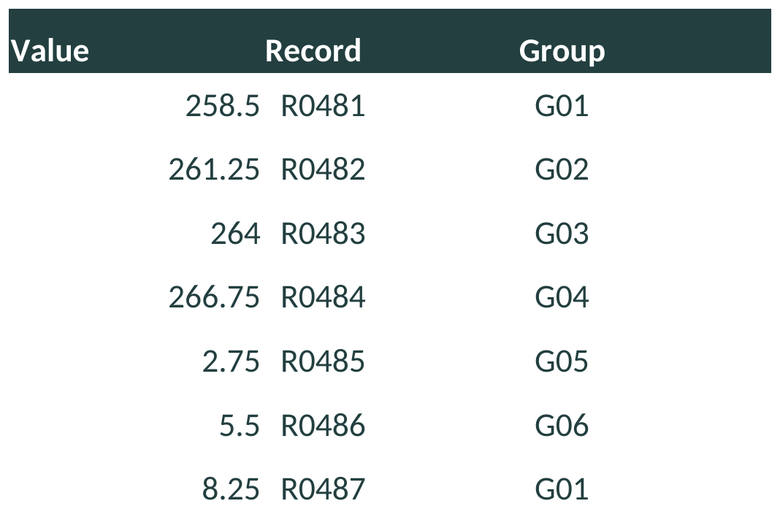 Value Record Group
258.5 R0481 G01
261.25 R0482 G02
264 R0483 G03
266.75 R0484 G04
2.75 R0485 G05
5.5 R0486 G06
8.25 R0487 G01